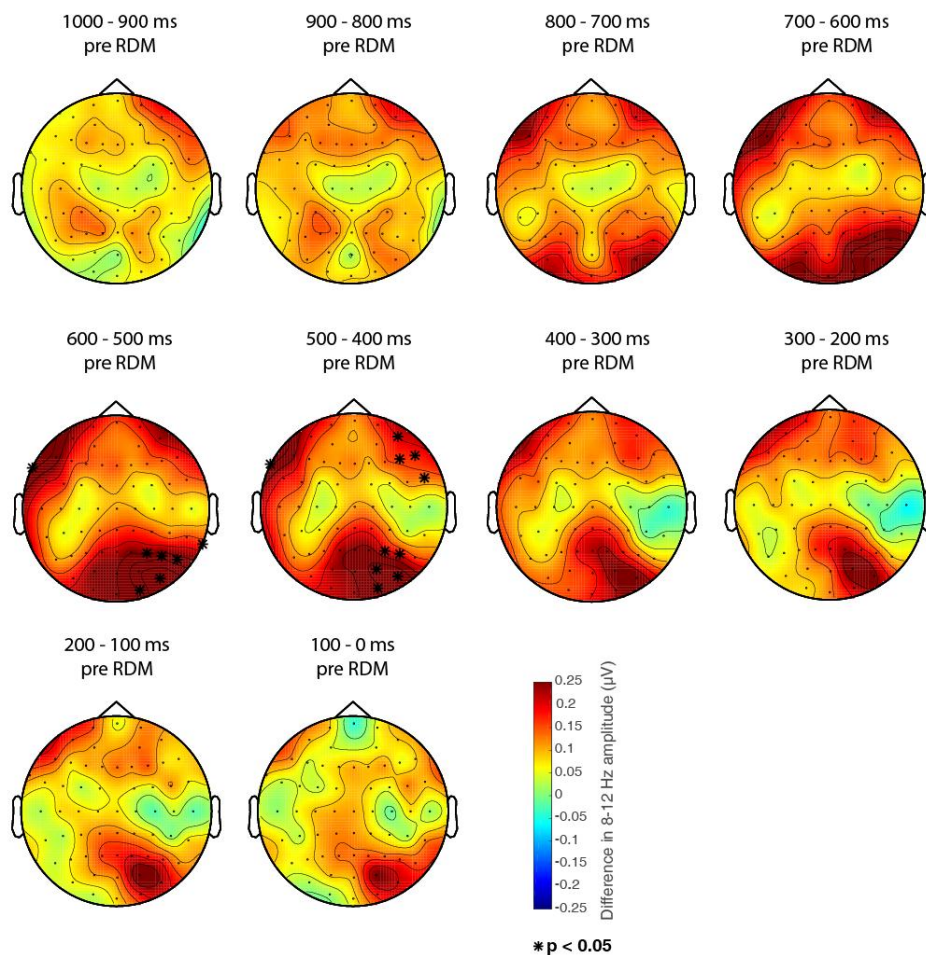 1000 - 900 ms
pre RDM
900 - 800 ms
pre RDM
800 - 700 ms
pre RDM
700 - 600 ms
pre RDM
600 - 500 ms
pre RDM
500 - 400 ms
pre RDM
400 - 300 ms
pre RDM
300 - 200 ms
pre RDM
200 - 100 ms
pre RDM
100 - 0 ms
pre RDM
0.25
0.2
0.15
0.1
0.05
0
-0.05
-0.1
-0.15
-0.2
-0.25
Difference in 8-12 Hz amplitude (µV)
* p < 0.05